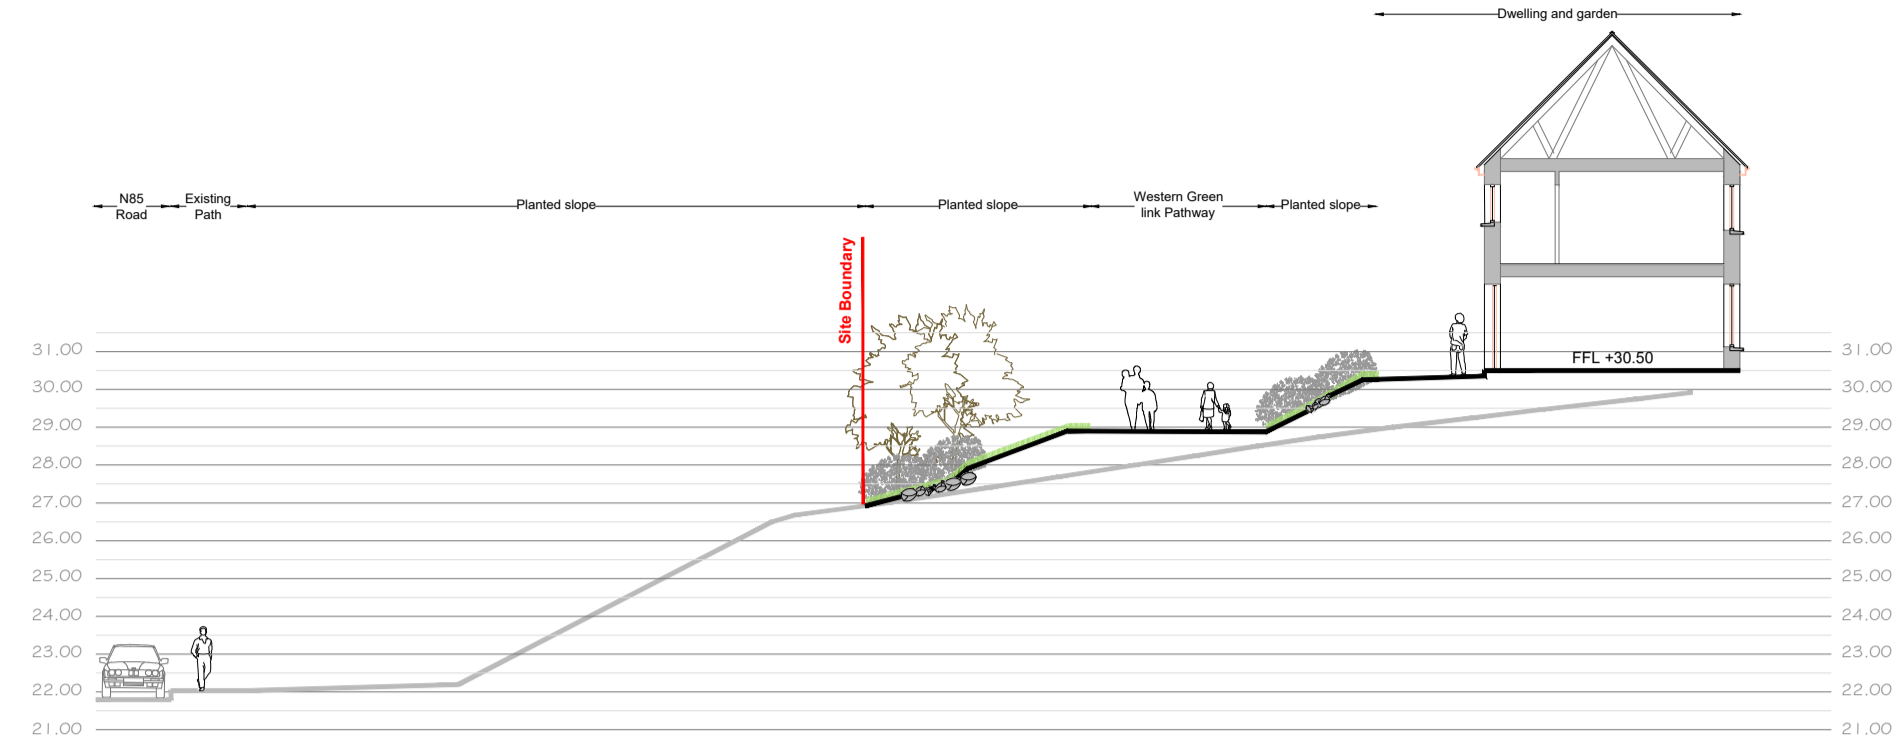 Dwelling and garden
N85
Road
Existing
Path
Planted slope
Planted slope
Western Green
link Pathway
Planted slope
Site Boundary
FFL +30.50
31.00 31.00
30.00 30.00
29.00 29.00
28.00 28.00
27.00 27.00
26.00 26.00
25.00 25.00
24.00 24.00
23.00 23.00
22.00 22.00
21.00 21.00